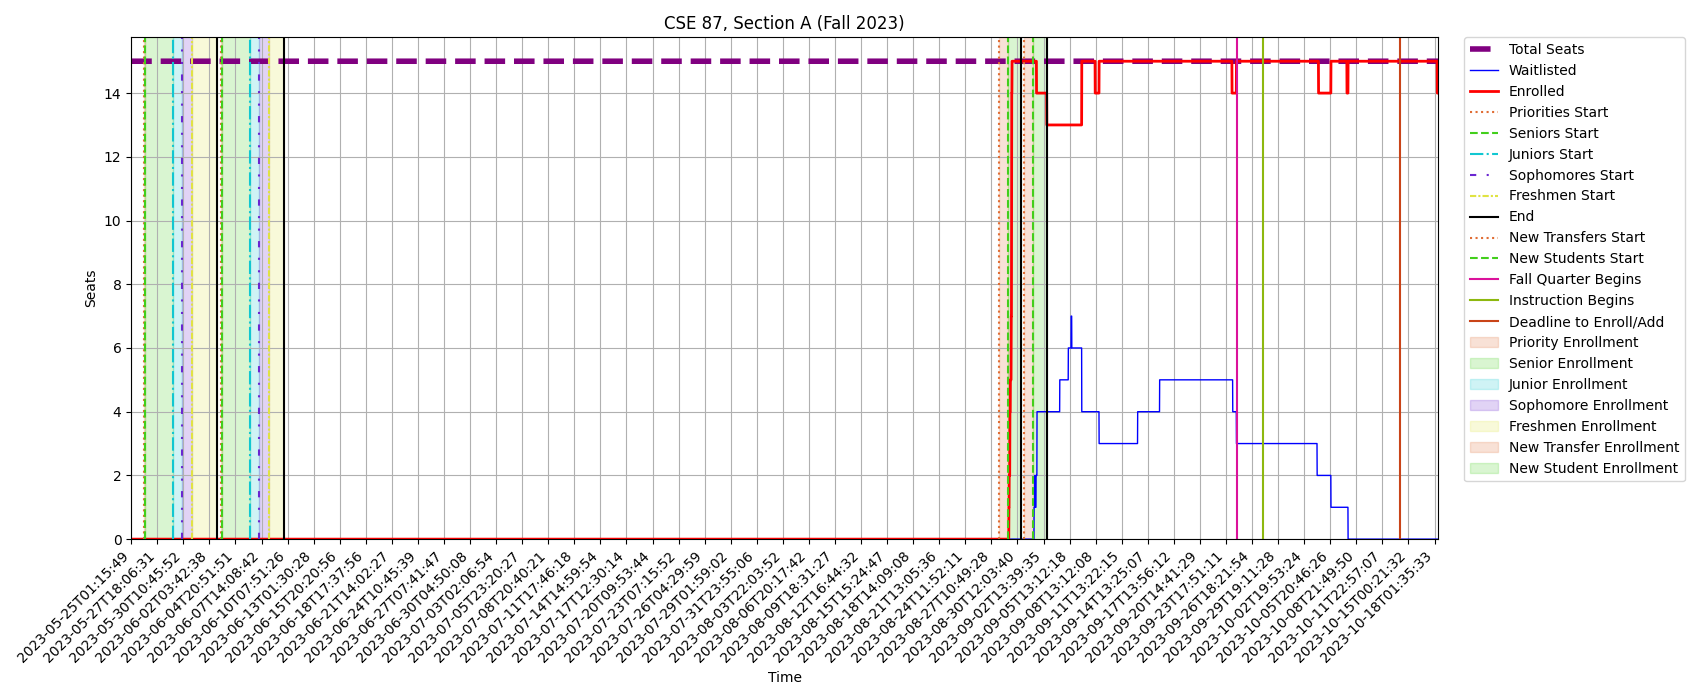 CSE 87, Section A (Fall 2023)
Seats
14
12
10
8
6
4
2
0
2023-05-25T01:15:49
2023-05-27T18:06:31
2023-05-30T10:45:52
2023-06-02T03:42:38
2023-06-04T20:51:51
2023-06-07T14:08:42
2023-06-10T07:51:26
2023-06-13T01:30:28
2023-06-15T20:20:56
2023-06-18T17:37:56
2023-06-21T14:02:27
2023-06-24T10:45:39
2023-06-27T07:41:47
2023-06-30T04:50:08
2023-07-03T02:06:54
2023-07-05T23:20:27
2023-07-08T20:40:21
2023-07-11T17:46:18
2023-07-14T14:59:54
2023-07-17T12:30:14
2023-07-20T09:53:44
2023-07-23T07:15:52
2023-07-26T04:29:59
2023-07-29T01:59:02
2023-07-31T23:55:06
2023-08-03T22:03:52
2023-08-06T20:17:42
2023-08-09T18:31:27
2023-08-12T16:44:32
2023-08-15T15:24:47
2023-08-18T14:09:08
2023-08-21T13:05:36
2023-08-24T11:52:11
2023-08-27T10:49:28
2023-08-30T12:03:40
2023-09-02T13:39:35
2023-09-05T13:12:18
2023-09-08T13:12:08
2023-09-11T13:22:15
2023-09-14T13:25:07
2023-09-17T13:56:12
2023-09-20T14:41:29
2023-09-23T17:51:11
2023-09-26T18:21:54
2023-09-29T19:11:28
2023-10-02T19:53:24
2023-10-05T20:46:26
2023-10-08T21:49:50
2023-10-11T22:57:07
2023-10-15T00:21:32
2023-10-18T01:35:33
Time
Total Seats
Waitlisted
Enrolled
Priorities Start
Seniors Start
Juniors Start
Sophomores Start
Freshmen Start
End
New Transfers Start
New Students Start
Fall Quarter Begins
Instruction Begins
Deadline to Enroll/Add
Priority Enrollment
Senior Enrollment
Junior Enrollment
Sophomore Enrollment
Freshmen Enrollment
New Transfer Enrollment
New Student Enrollment